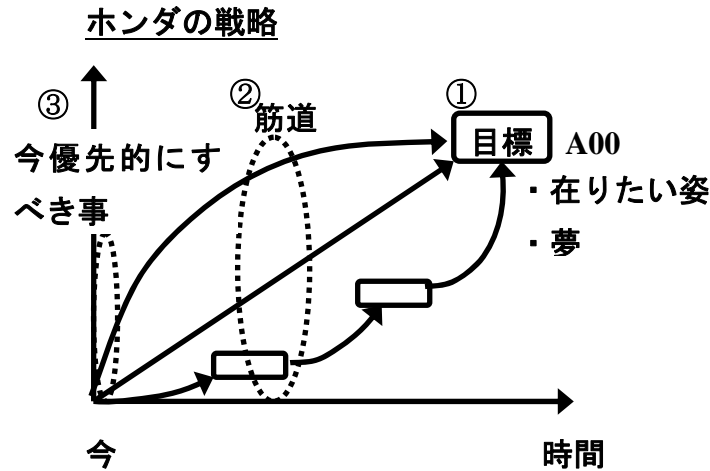 ホンダの戦略
③
②
①
筋道
目標
A00
今優先的にす
べき事
・在りたい姿
・夢
今
時間